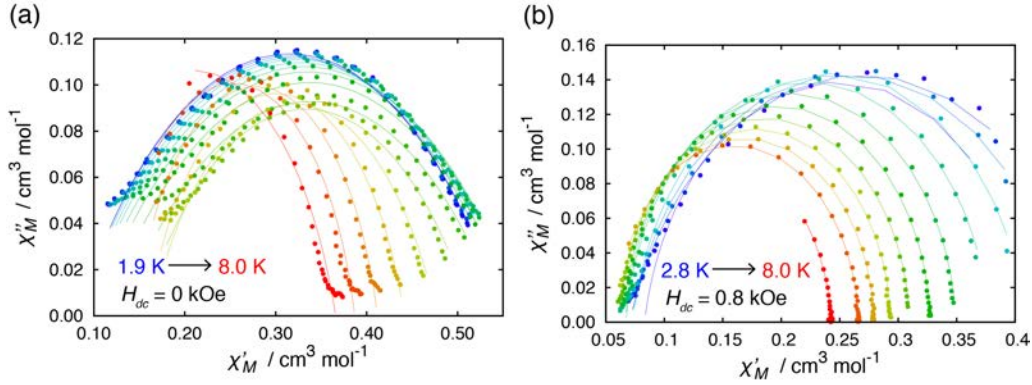 (a)
0.12
0.10
0.08
0.06
0.04
0.02
0.00
χ″M / cm³ mol⁻¹
1.9 K → 8.0 K
Hdc = 0 kOe
0.10 0.20 0.30 0.40 0.50
χ′M / cm³ mol⁻¹
(b)
0.16
0.14
0.12
0.10
0.08
0.06
0.04
0.02
0.00
χ″M / cm³ mol⁻¹
2.8 K → 8.0 K
Hdc = 0.8 kOe
0.05 0.1 0.15 0.2 0.25 0.3 0.35 0.4
χ′M / cm³ mol⁻¹